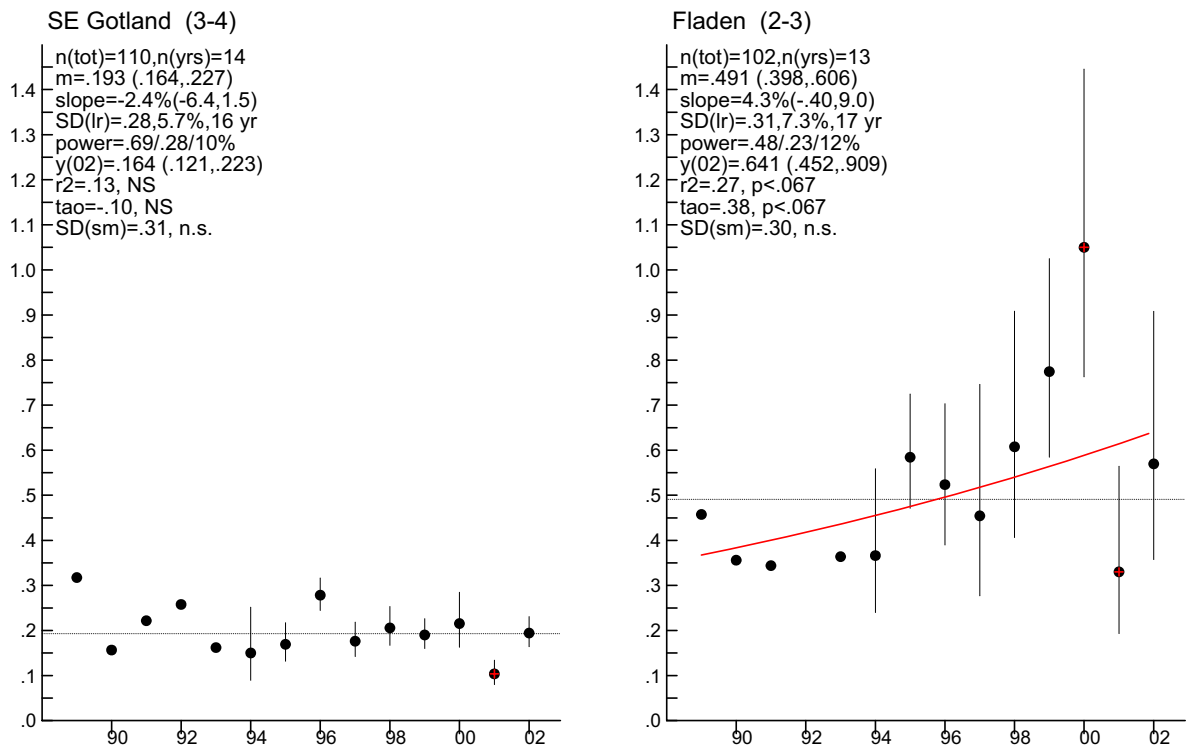 SE Gotland (3-4)
n(tot)=110,n(yrs)=14
m=.193 (.164,.227)
slope=-2.4%(-6.4,1.5)
SD(lr)=.28,5.7%,16 yr
power=.69/.28/10%
y(02)=.164 (.121,.223)
r2=.13, NS
tao=-.10, NS
SD(sm)=.31, n.s.
1.4
1.3
1.2
1.1
1.0
.9
.8
.7
.6
.5
.4
.3
.2
.1
.0
90 92 94 96 98 00 02
Fladen (2-3)
n(tot)=102,n(yrs)=13
m=.491 (.398,.606)
slope=4.3%(-.40,9.0)
SD(lr)=.31,7.3%,17 yr
power=.48/.23/12%
y(02)=.641 (.452,.909)
r2=.27, p<.067
tao=.38, p<.067
SD(sm)=.30, n.s.
1.4
1.3
1.2
1.1
1.0
.9
.8
.7
.6
.5
.4
.3
.2
.1
.0
90 92 94 96 98 00 02